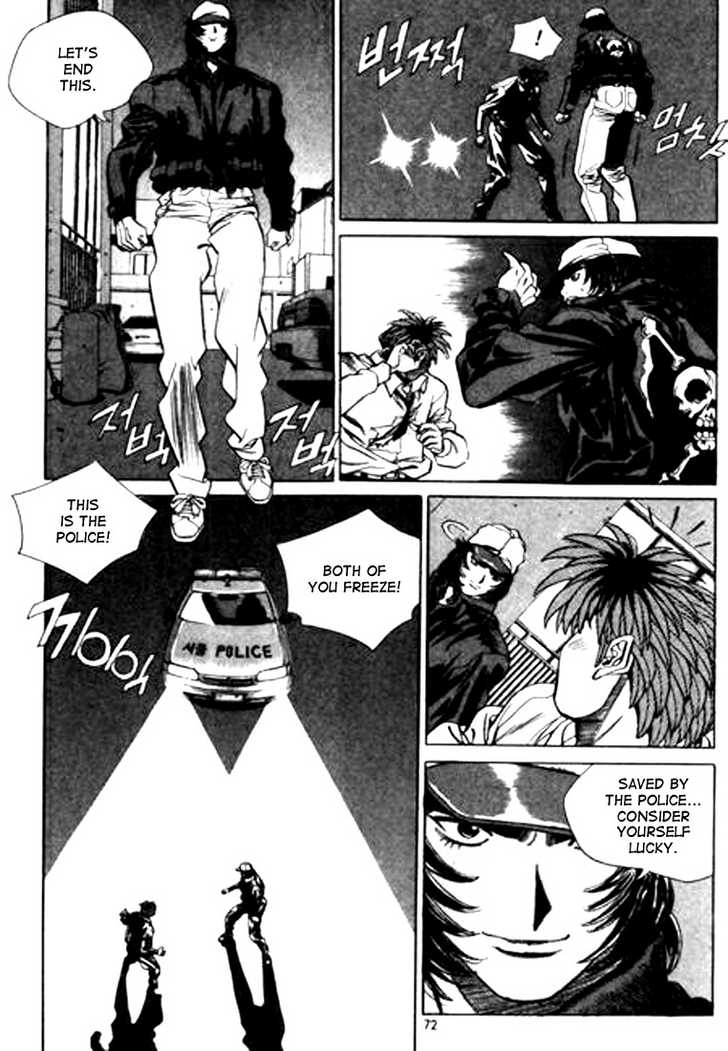 LET'S
END
THIS.
저벅
저벅
번쩍
!
멈칫
THIS
IS THE
POLICE!
BOTH OF
YOU FREEZE!
POLICE
SAVED BY
THE POLICE...
CONSIDER
YOURSELF
LUCKY.
72